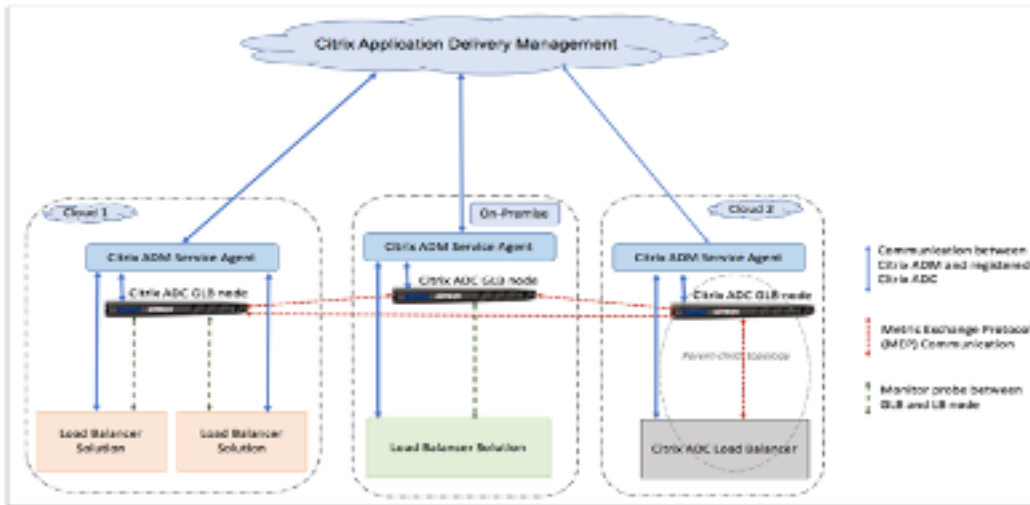 Citrix Application Delivery Management
Cloud 1
On-Premise
Cloud 2
Citrix ADM Service Agent
Citrix ADM Service Agent
Citrix ADM Service Agent
Citrix ADC GLB node
Citrix ADC GLB node
Citrix ADC GLB node
Parent-child topology
Load Balancer
Solution
Load Balancer
Solution
Load Balancer Solution
Citrix ADC Load Balancer
Communication between
Citrix ADM and registered
Citrix ADC
Metric Exchange Protocol
(MEP) Communication
Monitor probe between
GLB and LB node